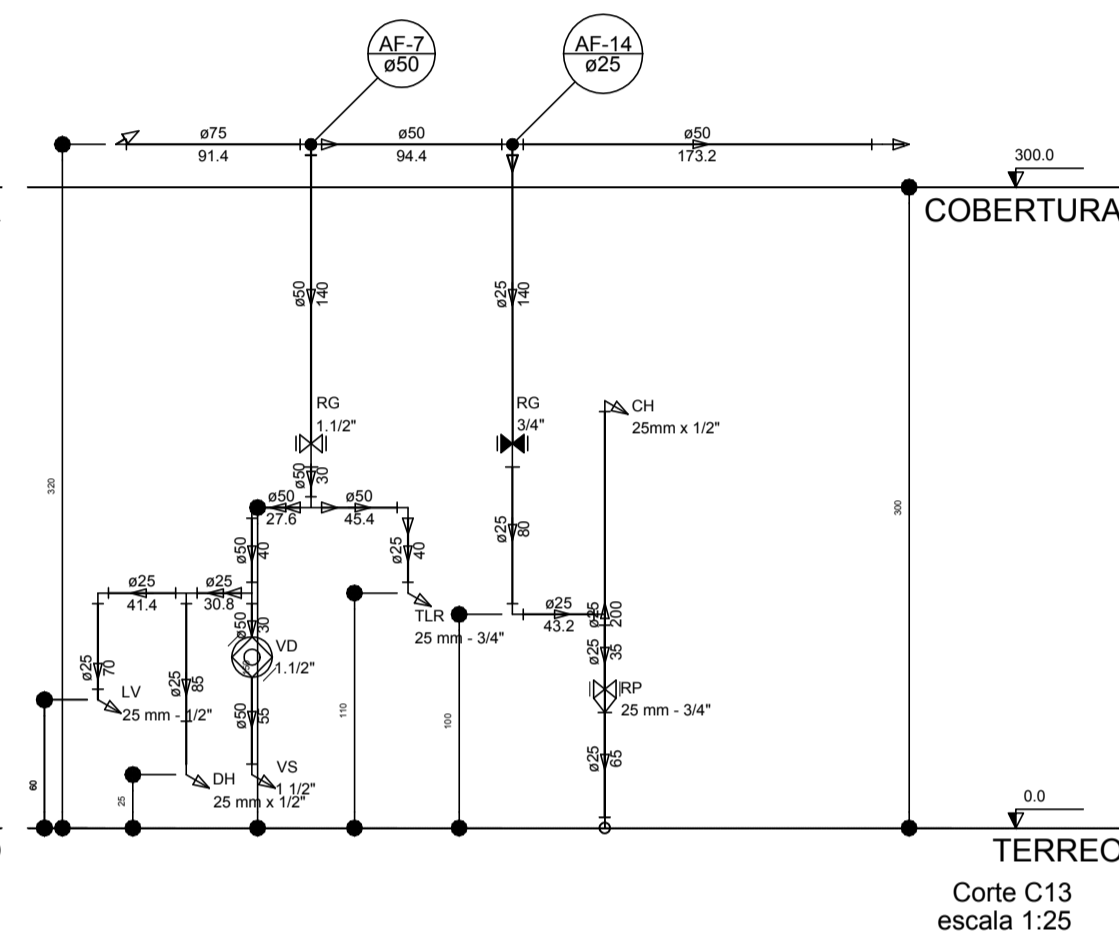 AF-7
ø50
AF-14
ø25
ø75
91.4
ø50
94.4
ø50
173.2
300.0
COBERTURA
ø50
140
ø25
140
RG
1.1/2"
RG
3/4"
CH
25mm x 1/2"
320
300
ø50
30
ø50
27.6
ø50
45.4
ø50
40
ø25
40
ø25
80
ø25
41.4
ø25
30.8
ø50
30
TLR
25 mm - 3/4"
ø25
43.2
ø25
200
ø25
35
VD
1.1/2"
RP
25 mm - 3/4"
ø25
70
LV
25 mm - 1/2"
ø25
85
ø50
55
110
100
ø25
65
VS
1 1/2"
DH
25 mm x 1/2"
60
25
0.0
TERREO
Corte C13
escala 1:25